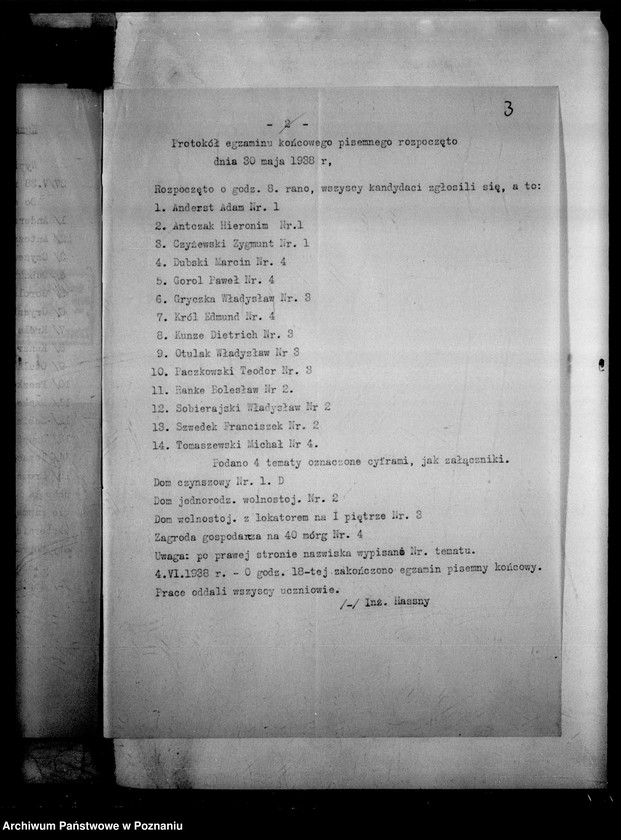 3
- 2 -
Protokół egzaminu końcowego pisemnego rozpoczęto
dnia 30 maja 1938 r,
Rozpoczęto o godz. 8. rano, wszyscy kandydaci zgłosili się, a to:
1. Anderst Adam Nr. 1
2. Antczak Hieronim Nr.1
3. Czyżewski Zygmunt Nr. 1
4. Dubski Marcin Nr. 4
5. Gorol Paweł Nr. 4
6. Gryczka Władysław Nr. 3
7. Król Edmund Nr. 4
8. Kunze Dietrich Nr. 3
9. Otulak Władysław Nr 3
10. Paczkowski Teodor Nr. 3
11. Ranke Bolesław Nr 2.
12. Sobierajski Władysław Nr 2
13. Szwedek Franciszek Nr. 2
14. Tomaszewski Michał Nr 4.
Podano 4 tematy oznaczone cyframi, jak załączniki.
Dom czynszowy Nr. 1. D
Dom jednorodz. wolnostoj. Nr. 2
Dom wolnostoj. z lokatorem na I piętrze Nr. 3
Zagroda gospodarza na 40 mórg Nr. 4
Uwaga: po prawej stronie nazwiska wypisané Nr. tematu.
4.VI.1938 r. - O godz. 18-tej zakończono egzamin pisemny końcowy.
Prace oddali wszyscy uczniowie.
/-/ Inż. Hassny
Archiwum Państwowe w Poznaniu